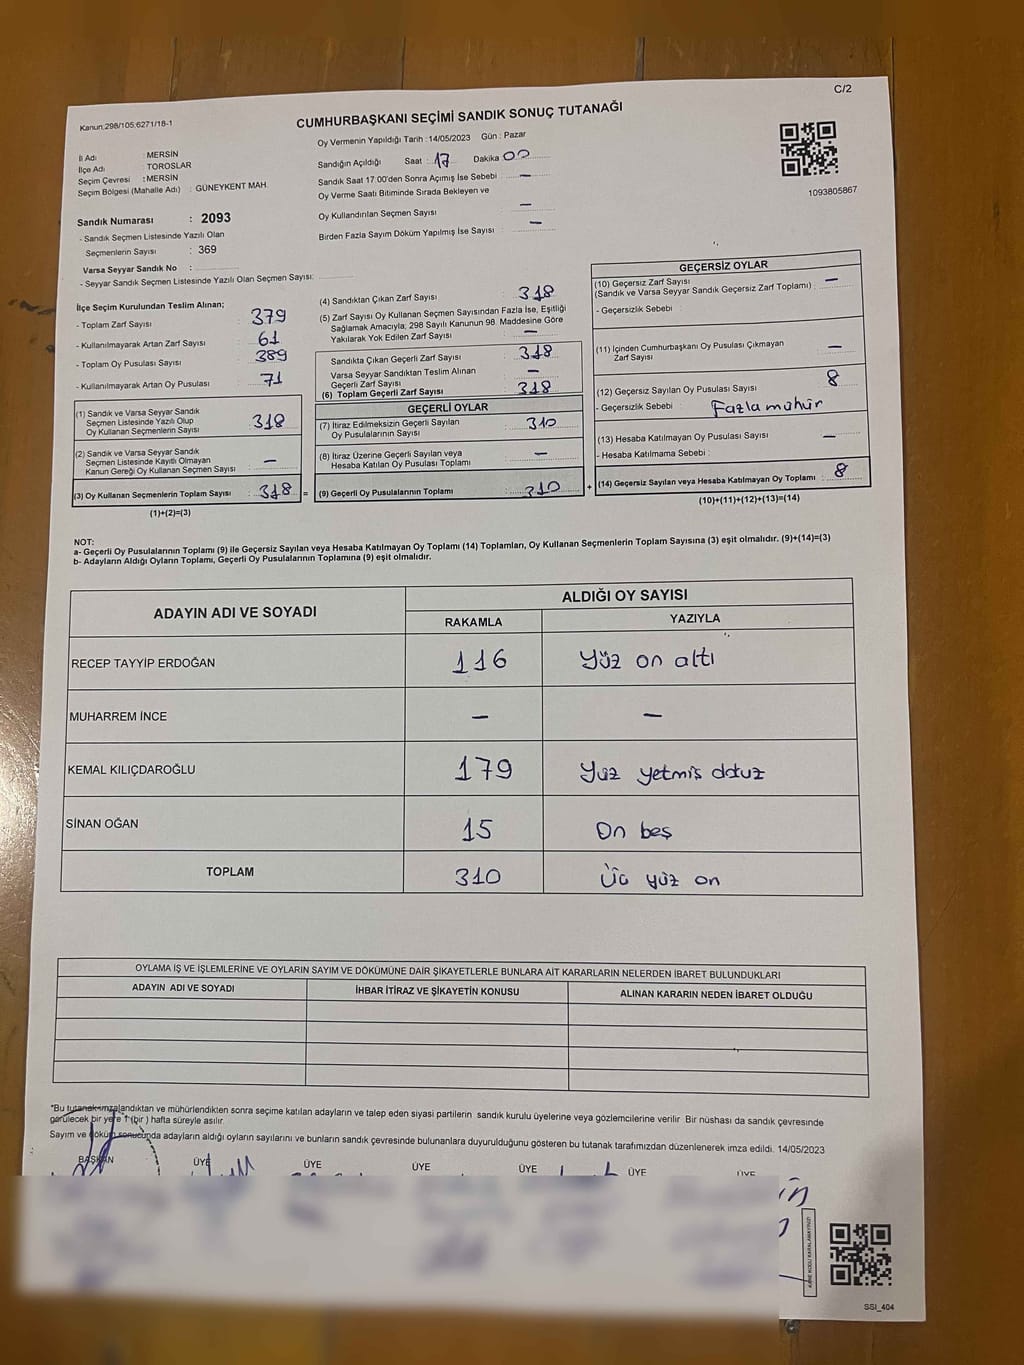 C/2
Kanun:298/105;6271/18-1
CUMHURBAŞKANI SEÇİMİ SANDIK SONUÇ TUTANAĞI
Oy Vermenin Yapıldığı Tarih :14/05/2023 Gün : Pazar
İl Adı : MERSİN
İlçe Adı : TOROSLAR
Seçim Çevresi : MERSİN
Seçim Bölgesi (Mahalle Adı) : GÜNEYKENT MAH.
Sandığın Açıldığı Saat : 17 Dakika 00
Sandık Saat 17:00'den Sonra Açımış İse Sebebi : —
Oy Verme Saati Bitiminde Sırada Bekleyen ve
Oy Kullandırılan Seçmen Sayısı : —
Birden Fazla Sayım Döküm Yapılmış İse Sayısı : —
1093805867
Sandık Numarası : 2093
- Sandık Seçmen Listesinde Yazılı Olan
Seçmenlerin Sayısı : 369
Varsa Seyyar Sandık No :
- Seyyar Sandık Seçmen Listesinde Yazılı Olan Seçmen Sayısı:
İlçe Seçim Kurulundan Teslim Alınan;
- Toplam Zarf Sayısı : 379
- Kullanılmayarak Artan Zarf Sayısı : 61
- Toplam Oy Pusulası Sayısı : 389
- Kullanılmayarak Artan Oy Pusulası : 71
(1) Sandık ve Varsa Seyyar Sandık
Seçmen Listesinde Yazılı Olup
Oy Kullanan Seçmenlerin Sayısı : 318
(2) Sandık ve Varsa Seyyar Sandık
Seçmen Listesinde Kayıtlı Olmayan
Kanun Gereği Oy Kullanan Seçmen Sayısı : —
(3) Oy Kullanan Seçmenlerin Toplam Sayısı : 318 =
(1)+(2)=(3)
(4) Sandıktan Çıkan Zarf Sayısı : 318
(5) Zarf Sayısı Oy Kullanan Seçmen Sayısından Fazla İse, Eşitliği
Sağlamak Amacıyla; 298 Sayılı Kanunun 98. Maddesine Göre
Yakılarak Yok Edilen Zarf Sayısı : —
Sandıkta Çıkan Geçerli Zarf Sayısı : 318
Varsa Seyyar Sandıktan Teslim Alınan
Geçerli Zarf Sayısı : —
(6) Toplam Geçerli Zarf Sayısı : 318
GEÇERLİ OYLAR
(7) İtiraz Edilmeksizin Geçerli Sayılan
Oy Pusulalarının Sayısı : 310
(8) İtiraz Üzerine Geçerli Sayılan veya
Hesaba Katılan Oy Pusulası Toplamı : —
(9) Geçerli Oy Pusulalarının Toplamı : 310 +
GEÇERSİZ OYLAR
(10) Geçersiz Zarf Sayısı
(Sandık ve Varsa Seyyar Sandık Geçersiz Zarf Toplamı) : —
- Geçersizlik Sebebi :
(11) İçinden Cumhurbaşkanı Oy Pusulası Çıkmayan
Zarf Sayısı : —
(12) Geçersiz Sayılan Oy Pusulası Sayısı : 8
- Geçersizlik Sebebi : Fazla mühür
(13) Hesaba Katılmayan Oy Pusulası Sayısı : —
- Hesaba Katılmama Sebebi :
(14) Geçersiz Sayılan veya Hesaba Katılmayan Oy Toplamı : 8
(10)+(11)+(12)+(13)=(14)
NOT:
a- Geçerli Oy Pusulalarının Toplamı (9) ile Geçersiz Sayılan veya Hesaba Katılmayan Oy Toplamı (14) Toplamları, Oy Kullanan Seçmenlerin Toplam Sayısına (3) eşit olmalıdır. (9)+(14)=(3)
b- Adayların Aldığı Oyların Toplamı, Geçerli Oy Pusulalarının Toplamına (9) eşit olmalıdır.
ADAYIN ADI VE SOYADI
ALDIĞI OY SAYISI
RAKAMLA YAZIYLA
RECEP TAYYİP ERDOĞAN 116 Yüz on altı
MUHARREM İNCE — —
KEMAL KILIÇDAROĞLU 179 Yüz yetmiş dokuz
SİNAN OĞAN 15 On beş
TOPLAM 310 Üç yüz on
OYLAMA İŞ VE İŞLEMLERİNE VE OYLARIN SAYIM VE DÖKÜMÜNE DAİR ŞİKAYETLERLE BUNLARA AİT KARARLARIN NELERDEN İBARET BULUNDUKLARI
ADAYIN ADI VE SOYADI İHBAR İTİRAZ VE ŞİKAYETİN KONUSU ALINAN KARARIN NEDEN İBARET OLDUĞU
*Bu tutanak imzalandıktan ve mühürlendikten sonra seçime katılan adayların ve talep eden siyasi partilerin sandık kurulu üyelerine veya gözlemcilerine verilir. Bir nüshası da sandık çevresinde
görülecek bir yere 1 (bir) hafta süreyle asılır.
Sayım ve döküm sonucunda adayların aldığı oyların sayılarını ve bunların sandık çevresinde bulunanlara duyurulduğunu gösteren bu tutanak tarafımızdan düzenlenerek imza edildi. 14/05/2023
BAŞKAN ÜYE ÜYE ÜYE ÜYE ÜYE ÜYE
SSI_404